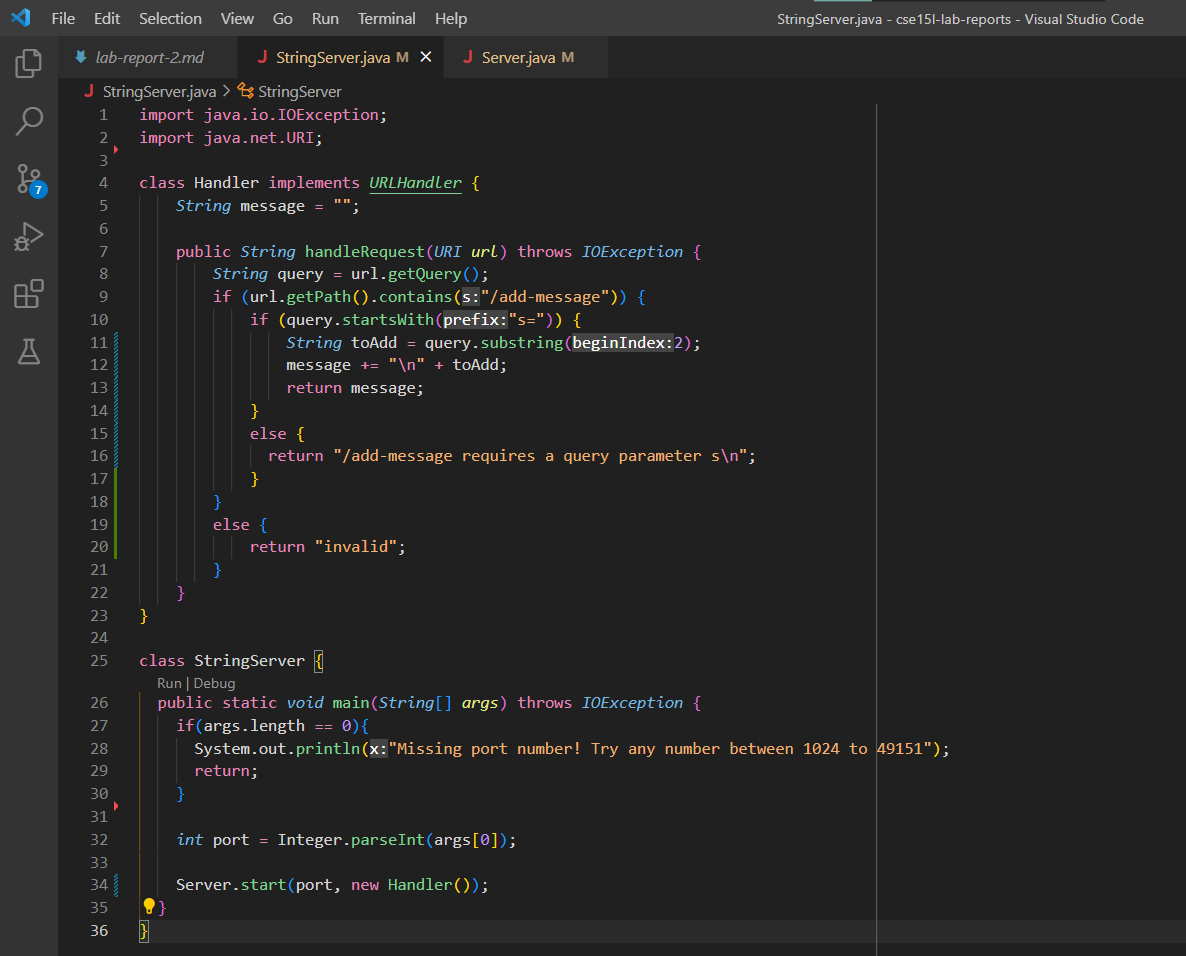 File Edit Selection View Go Run Terminal Help StringServer.java - cse15l-lab-reports - Visual Studio Code
lab-report-2.md J StringServer.java M × J Server.java M
J StringServer.java > StringServer
1 import java.io.IOException;
2 import java.net.URI;
3
4 class Handler implements URLHandler {
5 String message = "";
6
7 public String handleRequest(URI url) throws IOException {
8 String query = url.getQuery();
9 if (url.getPath().contains(s:"/add-message")) {
10 if (query.startsWith(prefix:"s=")) {
11 String toAdd = query.substring(beginIndex:2);
12 message += "\n" + toAdd;
13 return message;
14 }
15 else {
16 return "/add-message requires a query parameter s\n";
17 }
18 }
19 else {
20 return "invalid";
21 }
22 }
23 }
24
25 class StringServer {
Run | Debug
26 public static void main(String[] args) throws IOException {
27 if(args.length == 0){
28 System.out.println(x:"Missing port number! Try any number between 1024 to 49151");
29 return;
30 }
31
32 int port = Integer.parseInt(args[0]);
33
34 Server.start(port, new Handler());
35 }
36 }
7